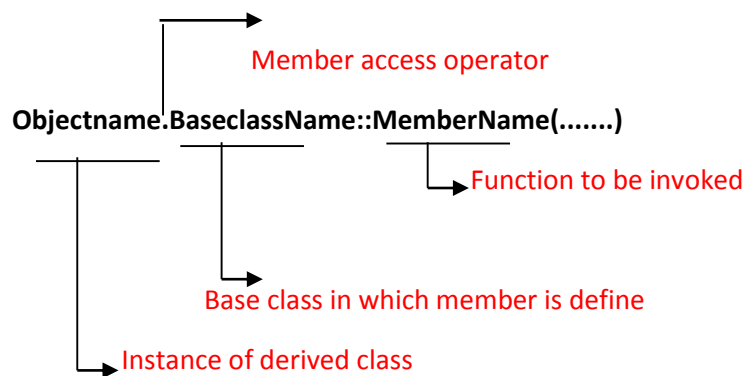 Member access operator
Objectname.BaseclassName::MemberName(.......)
Function to be invoked
Base class in which member is define
Instance of derived class